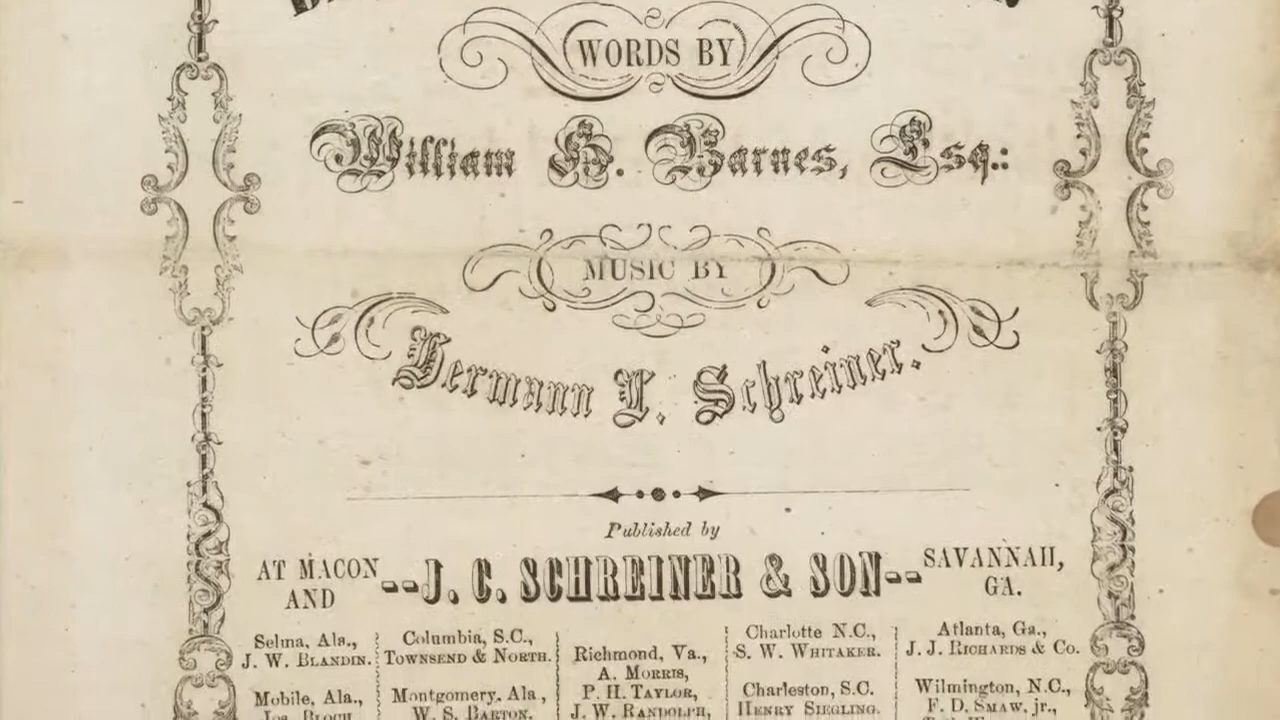 WORDS BY
William H. Barnes, Esq.:
MUSIC BY
Hermann L. Schreiner.
Published by
AT MACON AND --J. C. SCHREINER & SON-- SAVANNAH, GA.
Selma, Ala.,
J. W. BLANDIN.
Mobile, Ala.,
Jos. BLOCH
Columbia, S.C.,
TOWNSEND & NORTH.
Montgomery, Ala,
W. S. BARTON.
Richmond, Va.,
A. MORRIS,
P. H. TAYLOR,
J. W. RANDOLPH,
Charlotte N.C.,
S. W. WHITAKER.
Charleston, S.C.
HENRY SIEGLING.
Atlanta, Ga.,
J. J. RICHARDS & Co.
Wilmington, N.C.,
F. D. SMAW, jr.,